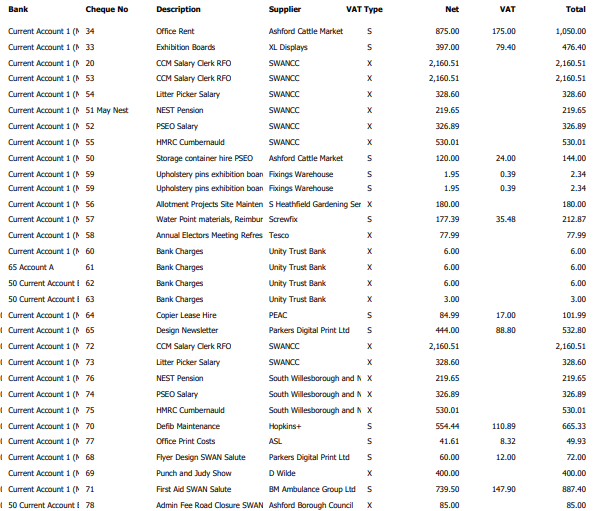 Bank Cheque No Description Supplier VAT Type Net VAT Total
Current Account 1 (N 34 Office Rent Ashford Cattle Market S 875.00 175.00 1,050.00
Current Account 1 (N 33 Exhibition Boards XL Displays S 397.00 79.40 476.40
Current Account 1 (N 20 CCM Salary Clerk RFO SWANCC X 2,160.51 2,160.51
Current Account 1 (N 53 CCM Salary Clerk RFO SWANCC X 2,160.51 2,160.51
Current Account 1 (N 54 Litter Picker Salary SWANCC X 328.60 328.60
Current Account 1 (N 51 May Nest NEST Pension SWANCC X 219.65 219.65
Current Account 1 (N 52 PSEO Salary SWANCC X 326.89 326.89
Current Account 1 (N 55 HMRC Cumbernauld SWANCC X 530.01 530.01
Current Account 1 (N 50 Storage container hire PSEO Ashford Cattle Market S 120.00 24.00 144.00
Current Account 1 (N 59 Upholstery pins exhibition boar Fixings Warehouse S 1.95 0.39 2.34
Current Account 1 (N 59 Upholstery pins exhibition boar Fixings Warehouse S 1.95 0.39 2.34
Current Account 1 (N 56 Allotment Projects Site Mainten S Heathfield Gardening Ser X 180.00 180.00
Current Account 1 (N 57 Water Point materials, Reimbur Screwfix S 177.39 35.48 212.87
Current Account 1 (N 58 Annual Electors Meeting Refres Tesco X 77.99 77.99
Current Account 1 (N 60 Bank Charges Unity Trust Bank X 6.00 6.00
65 Account A 61 Bank Charges Unity Trust Bank X 6.00 6.00
50 Current Account E 62 Bank Charges Unity Trust Bank X 6.00 6.00
50 Current Account E 63 Bank Charges Unity Trust Bank X 3.00 3.00
Current Account 1 (N 64 Copier Lease Hire PEAC S 84.99 17.00 101.99
Current Account 1 (N 65 Design Newsletter Parkers Digital Print Ltd S 444.00 88.80 532.80
Current Account 1 (N 72 CCM Salary Clerk RFO SWANCC X 2,160.51 2,160.51
Current Account 1 (N 73 Litter Picker Salary SWANCC X 328.60 328.60
Current Account 1 (N 76 NEST Pension South Willesborough and N X 219.65 219.65
Current Account 1 (N 74 PSEO Salary South Willesborough and N X 326.89 326.89
Current Account 1 (N 75 HMRC Cumbernauld South Willesborough and N X 530.01 530.01
Current Account 1 (N 70 Defib Maintenance Hopkins+ S 554.44 110.89 665.33
Current Account 1 (N 77 Office Print Costs ASL S 41.61 8.32 49.93
Current Account 1 (N 68 Flyer Design SWAN Salute Parkers Digital Print Ltd S 60.00 12.00 72.00
Current Account 1 (N 69 Punch and Judy Show D Wilde X 400.00 400.00
Current Account 1 (N 71 First Aid SWAN Salute BM Ambulance Group Ltd S 739.50 147.90 887.40
50 Current Account E 78 Admin Fee Road Closure SWAN Ashford Borough Council X 85.00 85.00